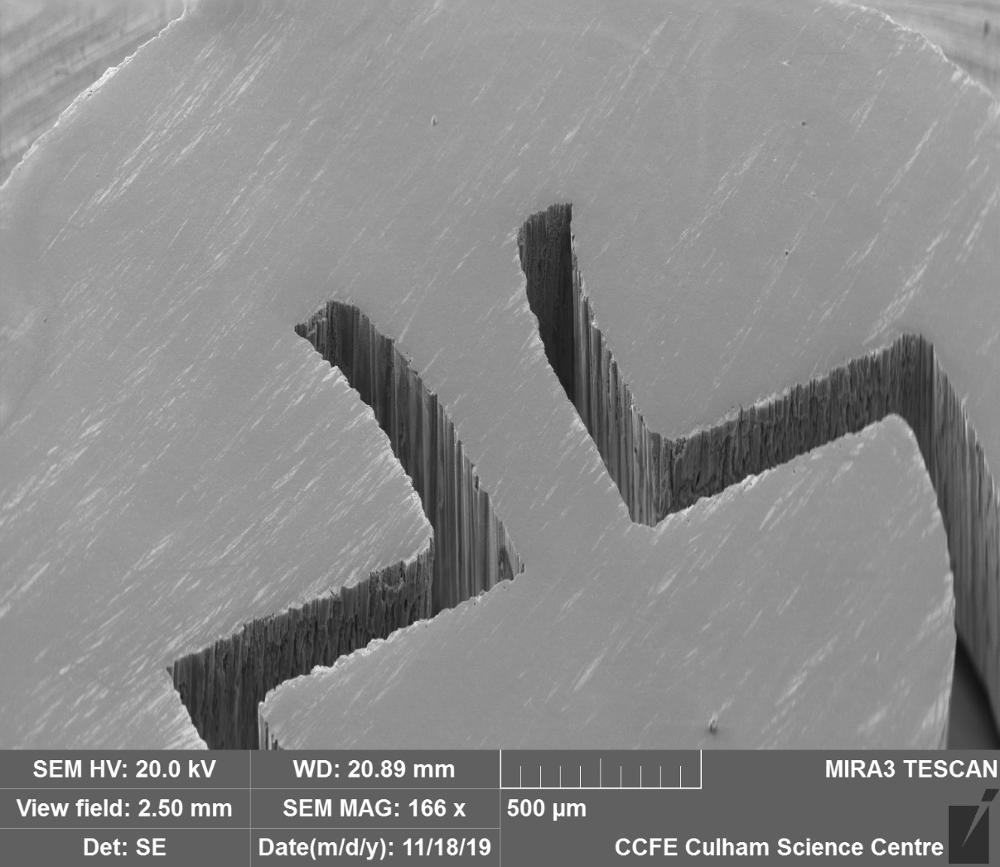 SEM HV: 20.0 kV
WD: 20.89 mm
MIRA3 TESCAN
View field: 2.50 mm
SEM MAG: 166 x
500 µm
Det: SE
Date(m/d/y): 11/18/19
CCFE Culham Science Centre